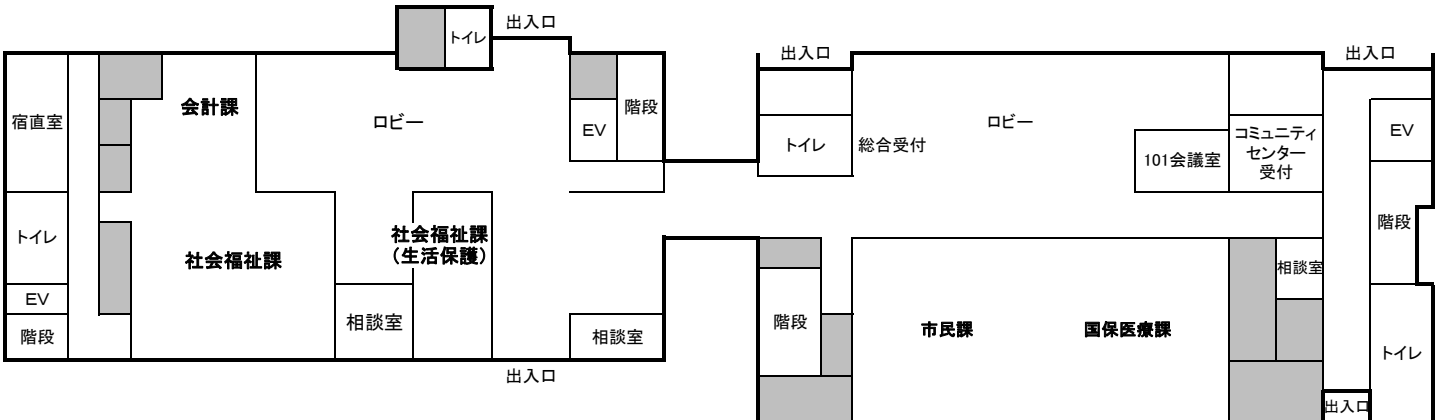 出入口
トイレ
出入口
出入口
会計課
宿直室
ロビー
階段
EV
ロビー
トイレ
総合受付
101会議室
コミュニティ
センター
受付
EV
トイレ
社会福祉課
社会福祉課
(生活保護)
階段
相談室
EV
階段
相談室
相談室
階段
市民課
国保医療課
トイレ
出入口
出入口